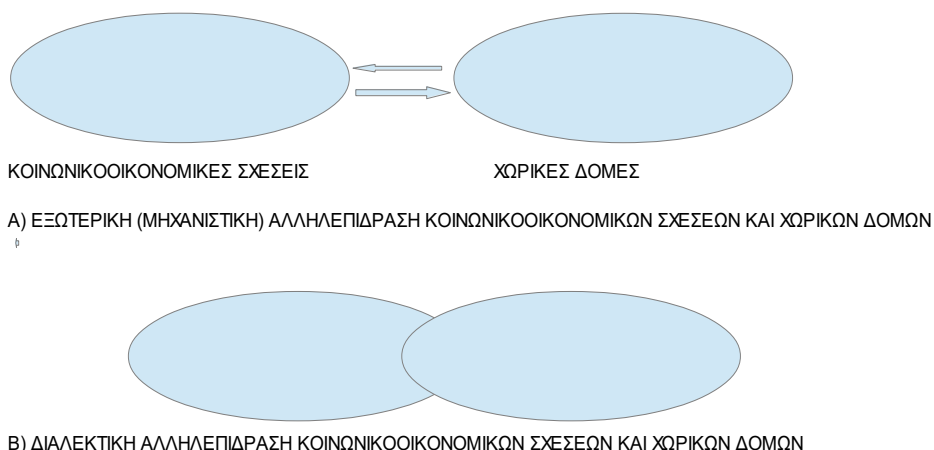 ΚΟΙΝΩΝΙΚΟΟΙΚΟΝΟΜΙΚΕΣ ΣΧΕΣΕΙΣ
ΧΩΡΙΚΕΣ ΔΟΜΕΣ
Α) ΕΞΩΤΕΡΙΚΗ (ΜΗΧΑΝΙΣΤΙΚΗ) ΑΛΛΗΛΕΠΙΔΡΑΣΗ ΚΟΙΝΩΝΙΚΟΟΙΚΟΝΟΜΙΚΩΝ ΣΧΕΣΕΩΝ ΚΑΙ ΧΩΡΙΚΩΝ ΔΟΜΩΝ
Β) ΔΙΑΛΕΚΤΙΚΗ ΑΛΛΗΛΕΠΙΔΡΑΣΗ ΚΟΙΝΩΝΙΚΟΟΙΚΟΝΟΜΙΚΩΝ ΣΧΕΣΕΩΝ ΚΑΙ ΧΩΡΙΚΩΝ ΔΟΜΩΝ